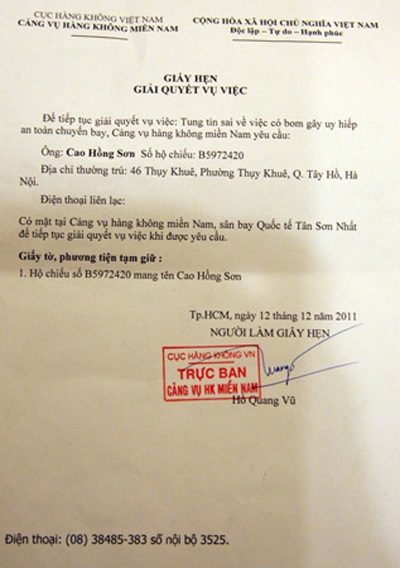 CỤC HÀNG KHÔNG VIỆT NAM
CẢNG VỤ HÀNG KHÔNG MIỀN NAM
CỘNG HÒA XÃ HỘI CHỦ NGHĨA VIỆT NAM
Độc lập – Tự do – Hạnh phúc
GIẤY HẸN
GIẢI QUYẾT VỤ VIỆC
Để tiếp tục giải quyết vụ việc: Tung tin sai về việc có bom gây uy hiếp
an toàn chuyến bay, Cảng vụ hàng không miền Nam yêu cầu:
Ông: Cao Hồng Sơn Số hộ chiếu: B5972420
Địa chỉ thường trú: 46 Thụy Khuê, Phường Thụy Khuê, Q. Tây Hồ, Hà
Nội.
Điện thoại liên lạc:
Có mặt tại Cảng vụ hàng không miền Nam, sân bay Quốc tế Tân Sơn Nhất
để tiếp tục giải quyết vụ việc khi được yêu cầu.
Giấy tờ, phương tiện tạm giữ :
1. Hộ chiếu số B5972420 mang tên Cao Hồng Sơn
Tp.HCM, ngày 12 tháng 12 năm 2011
NGƯỜI LÀM GIẤY HẸN
CỤC HÀNG KHÔNG VN
TRỰC BAN
CẢNG VỤ HK MIỀN NAM
Hồ Quang Vũ
Điện thoại: (08) 38485-383 số nội bộ 3525.